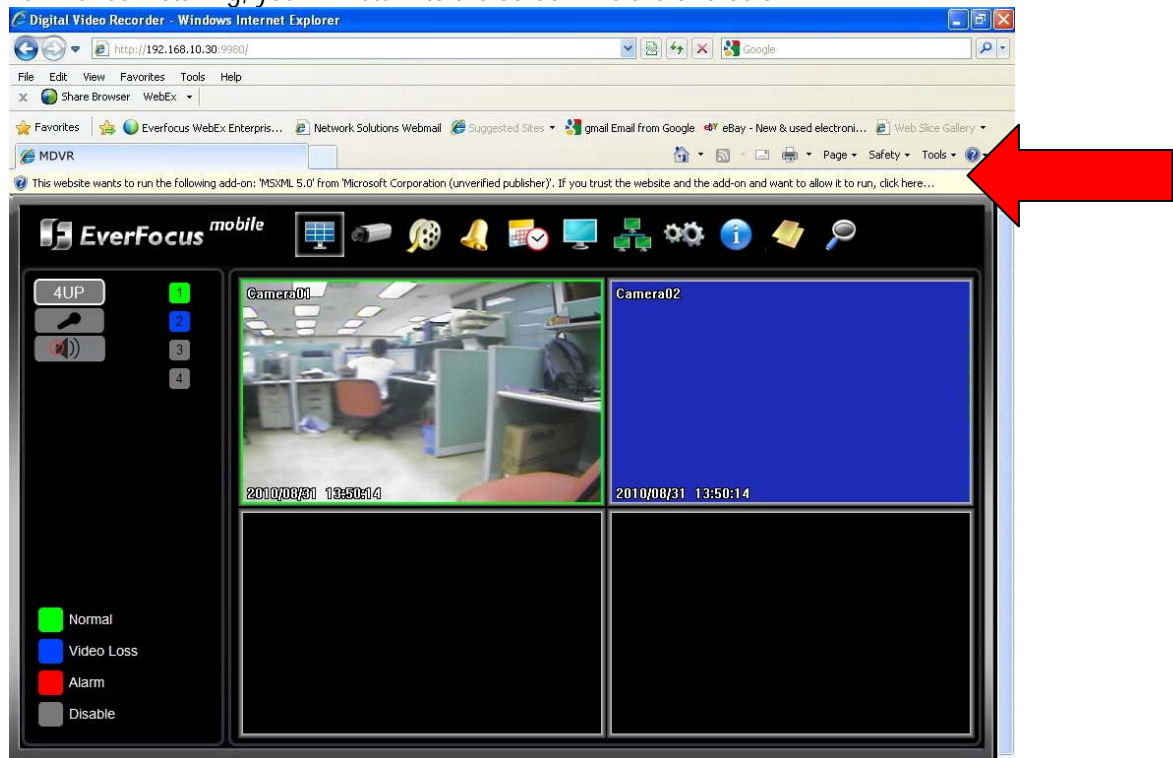 Digital Video Recorder - Windows Internet Explorer
http://192.168.10.30:9980/
Google
File Edit View Favorites Tools Help
x Share Browser WebEx
Favorites Everfocus WebEx Enterpris... Network Solutions Webmail Suggested Sites gmail Email from Google eBay - New & used electroni... Web Slice Gallery
MDVR
Page Safety Tools
This website wants to run the following add-on: 'MSXML 5.0' from 'Microsoft Corporation (unverified publisher)'. If you trust the website and the add-on and want to allow it to run, click here...
EverFocus mobile
4UP
1
2
3
4
Camera01
Camera02
2010/08/31 13:50:14
2010/08/31 13:50:14
Normal
Video Loss
Alarm
Disable